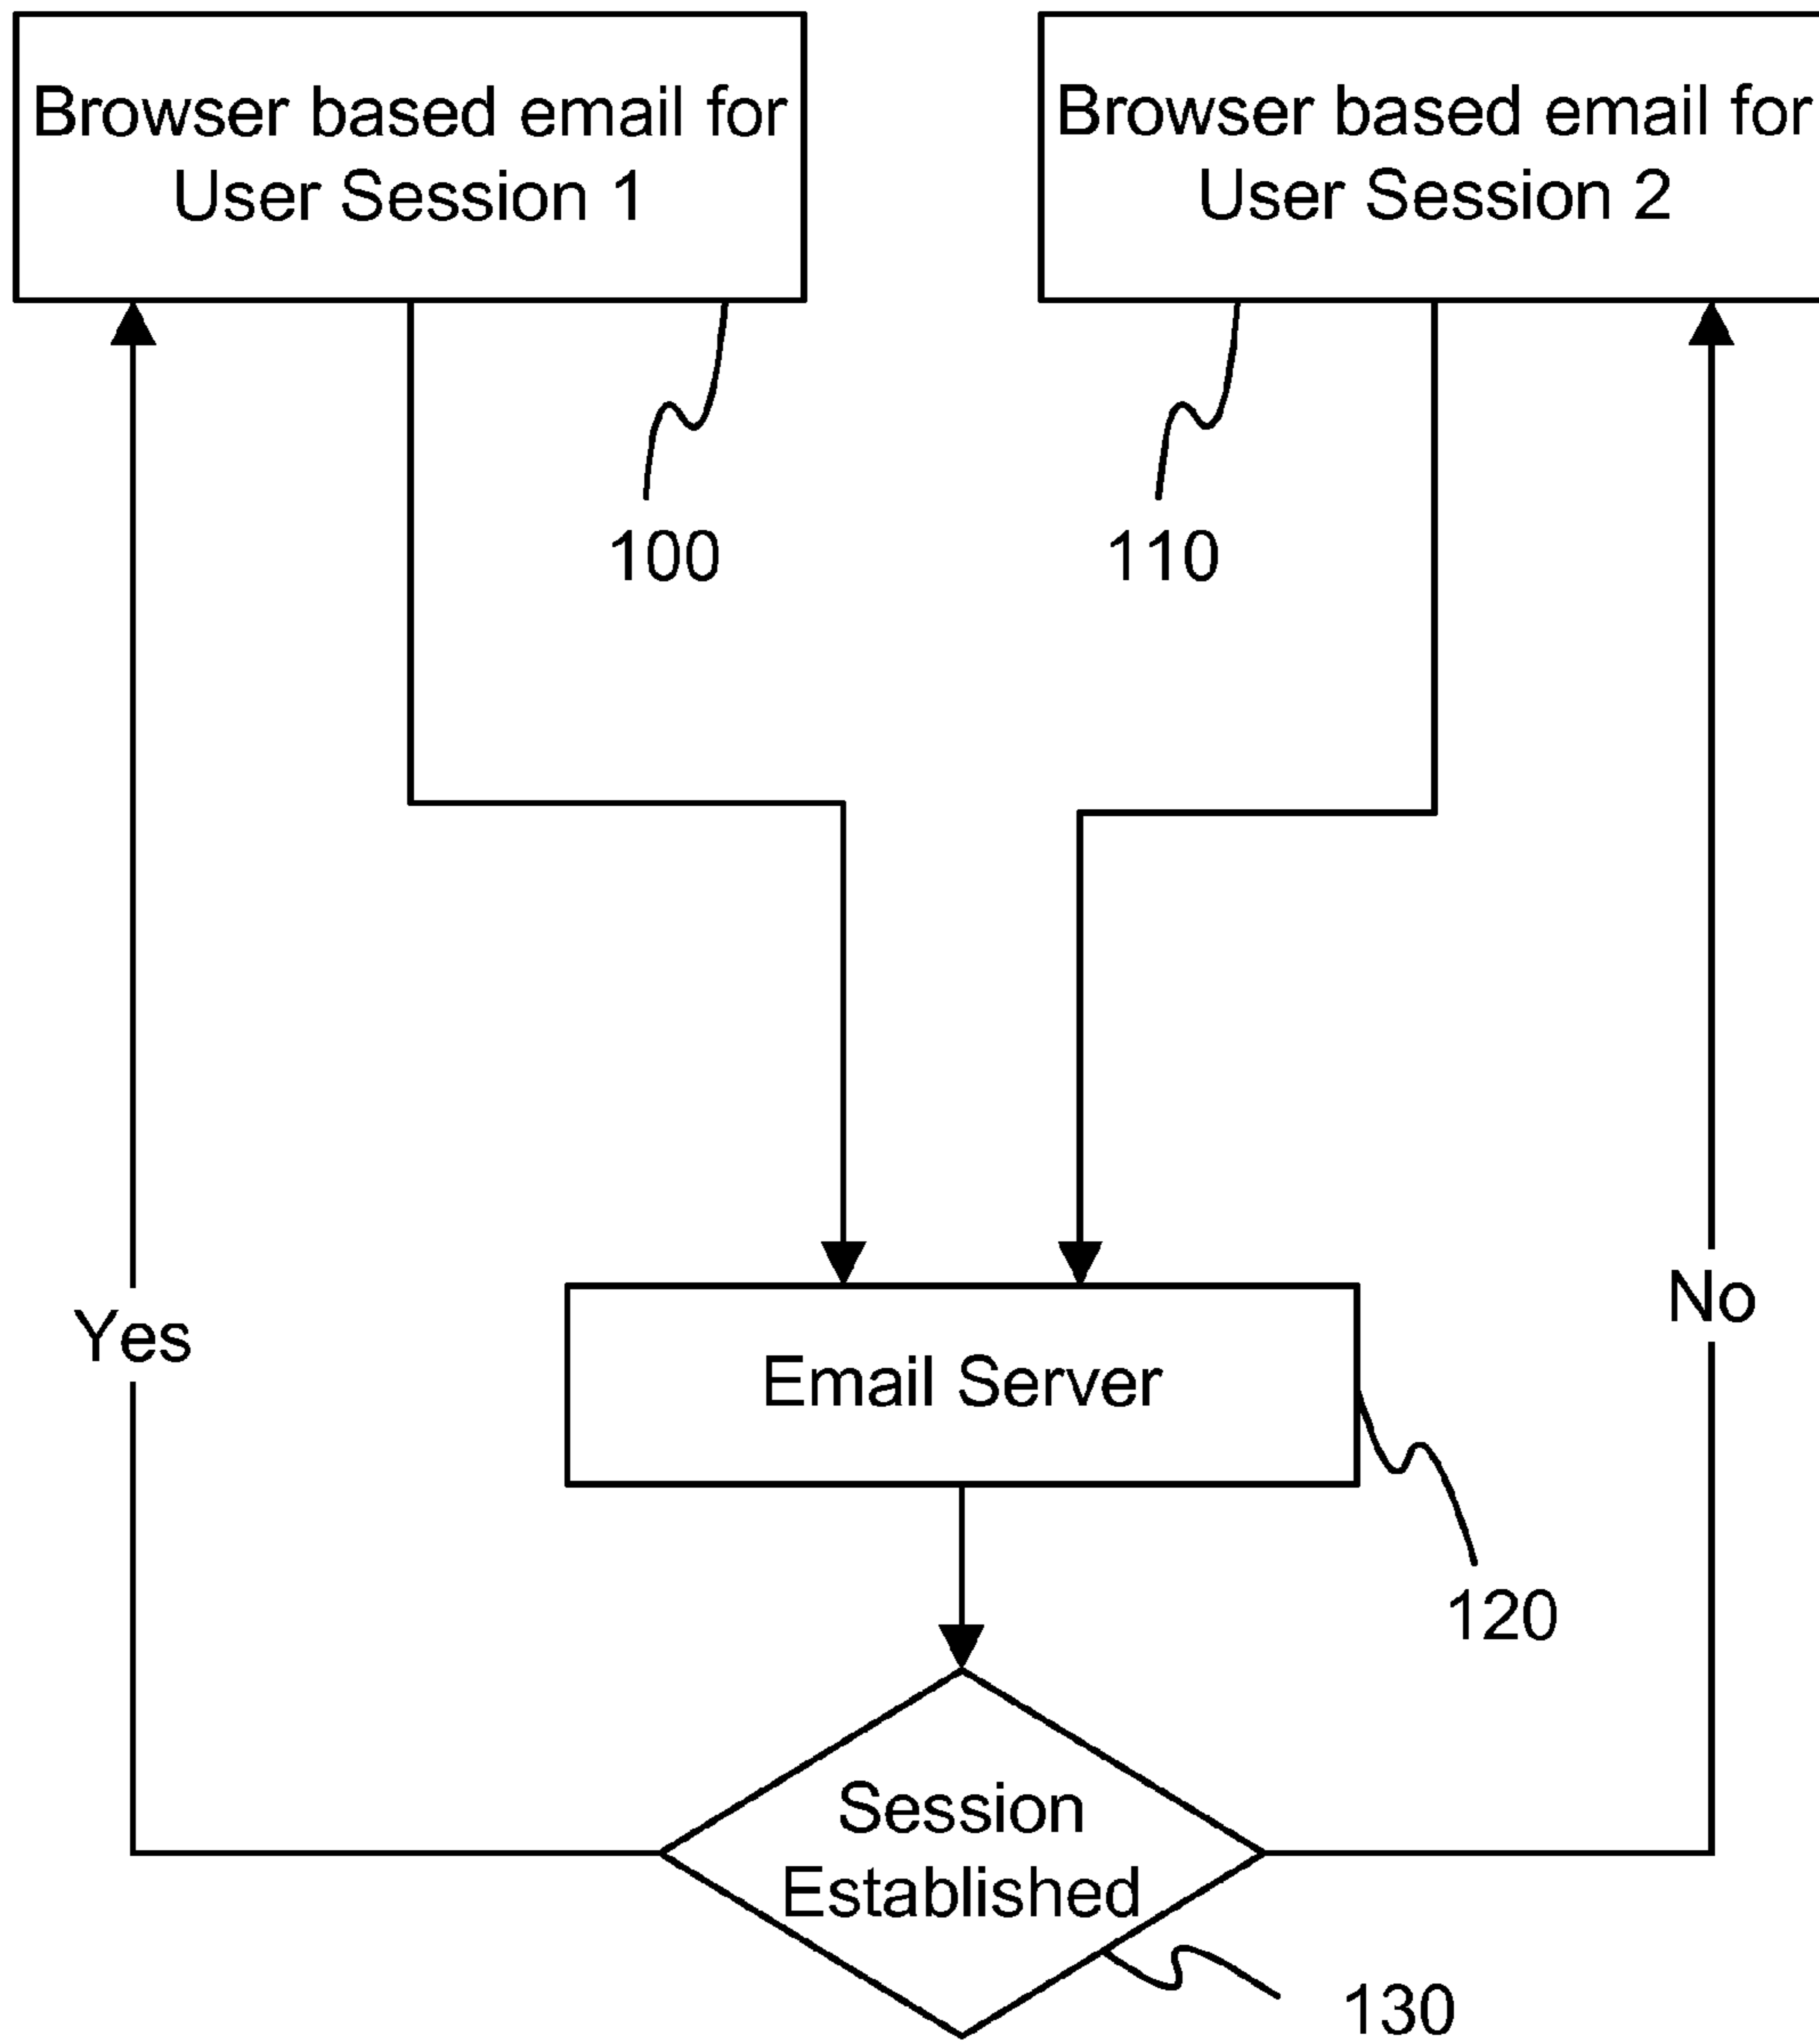 Browser based email for
User Session 1
Browser based email for
User Session 2
100
110
Yes
No
Email Server
120
Session
Established
130